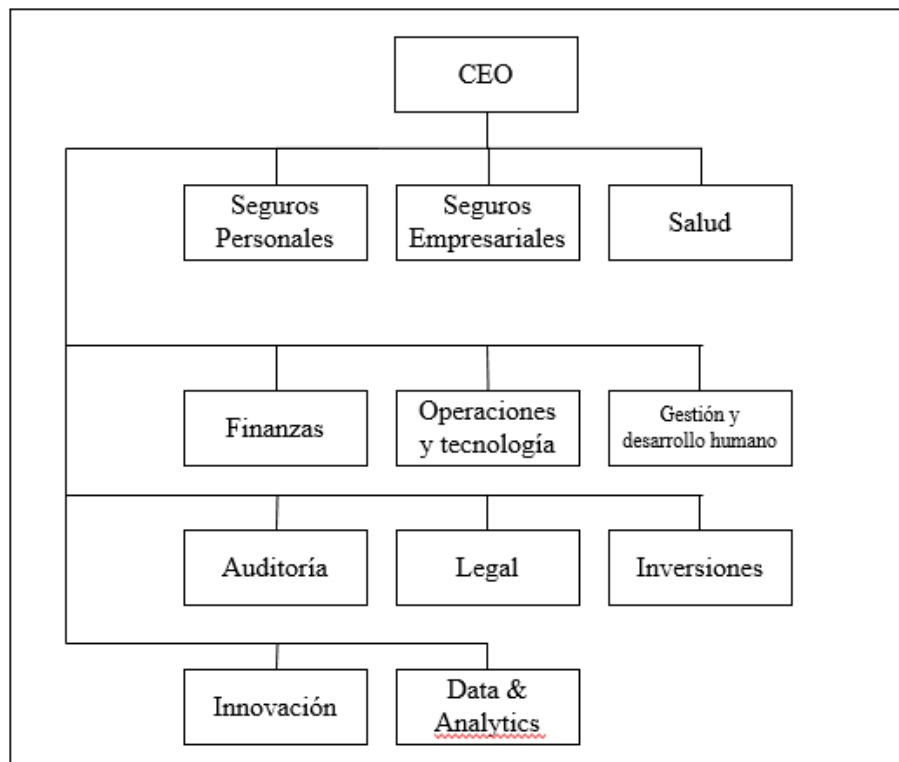 CEO
Seguros
Personales
Seguros
Empresariales
Salud
Finanzas
Operaciones
y tecnología
Gestión y
desarrollo humano
Auditoría
Legal
Inversiones
Innovación
Data &
Analytics